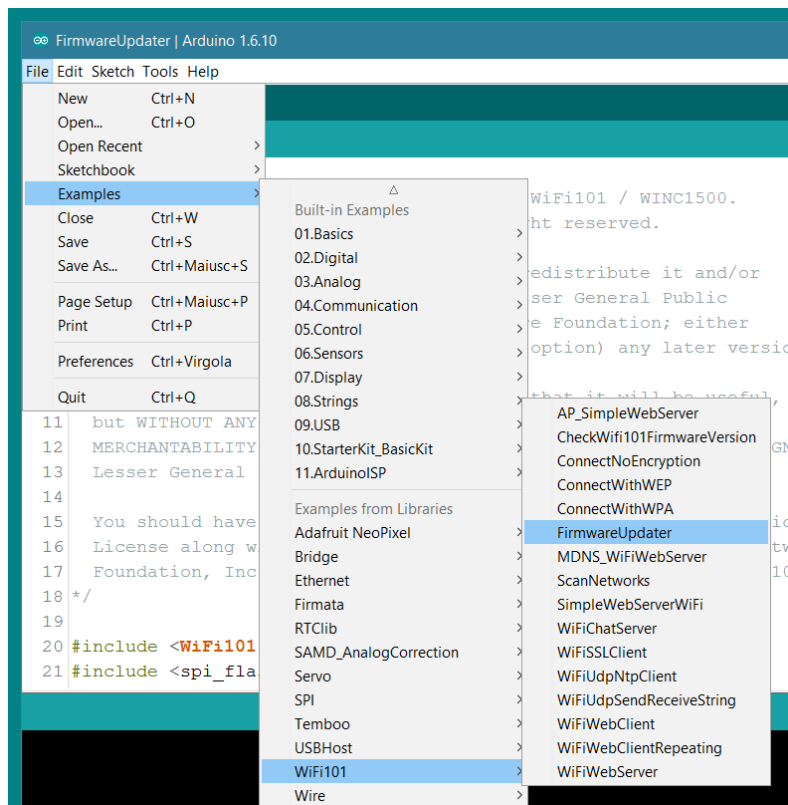 FirmwareUpdater | Arduino 1.6.10
File Edit Sketch Tools Help
New Ctrl+N
Open... Ctrl+O
Open Recent
Sketchbook
Examples
Close Ctrl+W
Save Ctrl+S
Save As... Ctrl+Maiusc+S
Page Setup Ctrl+Maiusc+P
Print Ctrl+P
Preferences Ctrl+Virgola
Quit Ctrl+Q
Built-in Examples
01.Basics
02.Digital
03.Analog
04.Communication
05.Control
06.Sensors
07.Display
08.Strings
09.USB
10.StarterKit_BasicKit
11.ArduinoISP
Examples from Libraries
Adafruit NeoPixel
Bridge
Ethernet
Firmata
RTClib
SAMD_AnalogCorrection
Servo
SPI
Temboo
USBHost
WiFi101
Wire
AP_SimpleWebServer
CheckWifi101FirmwareVersion
ConnectNoEncryption
ConnectWithWEP
ConnectWithWPA
FirmwareUpdater
MDNS_WiFiWebServer
ScanNetworks
SimpleWebServerWiFi
WiFiChatServer
WiFiSSLClient
WiFiUdpNtpClient
WiFiUdpSendReceiveString
WiFiWebClient
WiFiWebClientRepeating
WiFiWebServer
WiFi101 / WINC1500.
ht reserved.
edistribute it and/or
ser General Public
e Foundation; either
option) any later versio
that it will be useful,
11 but WITHOUT ANY
12 MERCHANTABILITY
13 Lesser General
14
15 You should have
16 License along w
17 Foundation, Inc
18 */
19
20 #include <WiFi101
21 #include <spi_fla